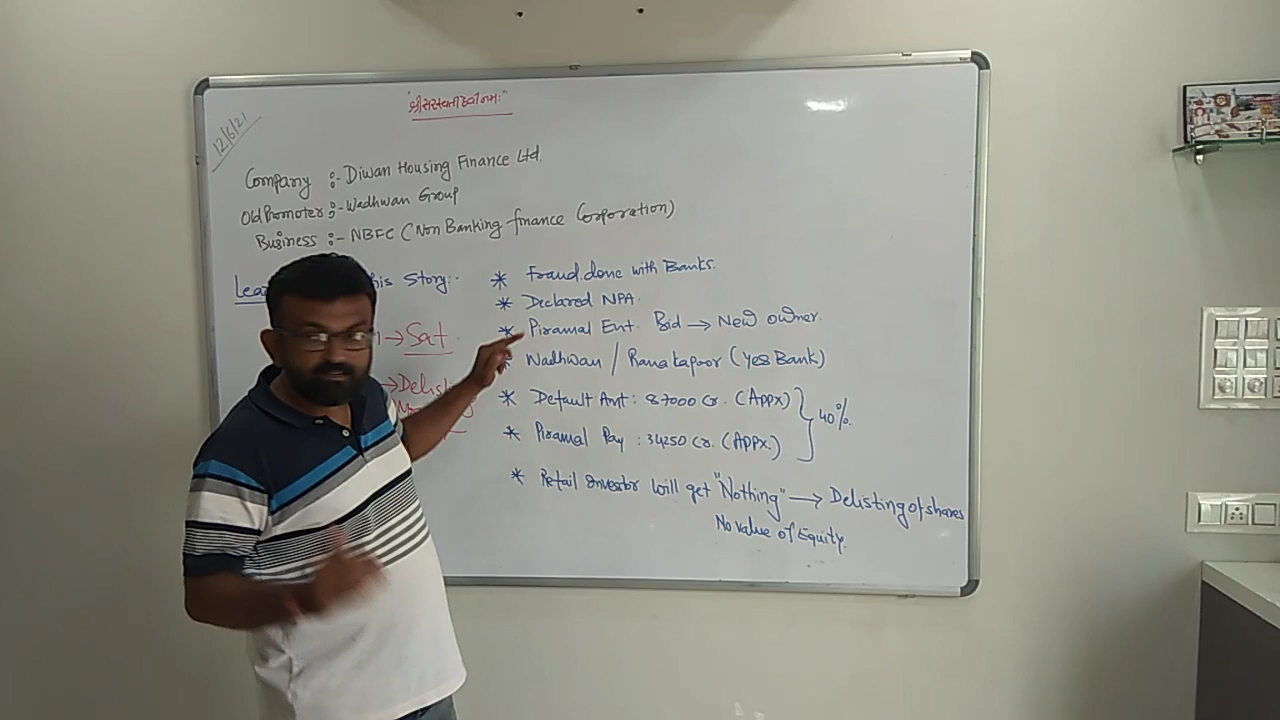 "श्री सरस्वती देवी नमः"
12/6/21
Company :- Diwan Housing Finance Ltd.
Old Promoter :- Wadhwan Group
Business :- NBFC (Non Banking finance Corporation)
his Story:-
→ Sat
* Fraud done with Banks.
* Declared NPA.
* Piramal Ent. Bid → New owner.
* Wadhwan / Rana kapoor (Yes Bank)
* Default Amt : 87000 Cr. (Appx)
* Piramal Pay : 34250 Cr. (APPX.)
40%.
* Retail Investor will get "Nothing" → Delisting of shares
No value of Equity.